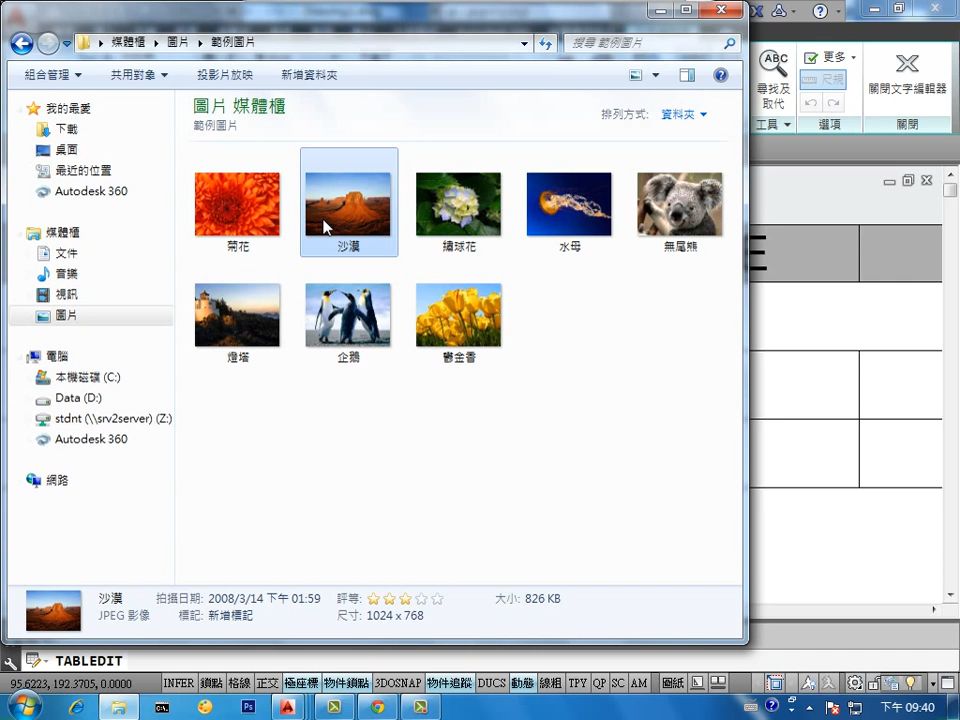 媒體櫃 ▸ 圖片 ▸ 範例圖片
搜尋 範例圖片
組合管理 共用對象 投影片放映 新增資料夾
我的最愛
下載
桌面
最近的位置
Autodesk 360
媒體櫃
文件
音樂
視訊
圖片
電腦
本機磁碟 (C:)
Data (D:)
stdnt (\\srv2server) (Z:)
Autodesk 360
網路
圖片 媒體櫃
範例圖片
排列方式: 資料夾
菊花 沙漠 繡球花 水母 無尾熊
燈塔 企鵝 鬱金香
沙漠 拍攝日期: 2008/3/14 下午 01:59 評等: 大小: 826 KB
JPEG 影像 標記: 新增標記 尺寸: 1024 x 768
ABC
尋找及
取代
工具
更多
尺規
選項
關閉文字編輯器
關閉
TABLEDIT
95.6223, 192.3705, 0.0000 INFER 鎖點 格線 正交 極座標 物件鎖點 3DOSNAP 物件追蹤 DUCS 動態 線粗 TPY QP SC AM 圖紙
Ps
下午 09:40